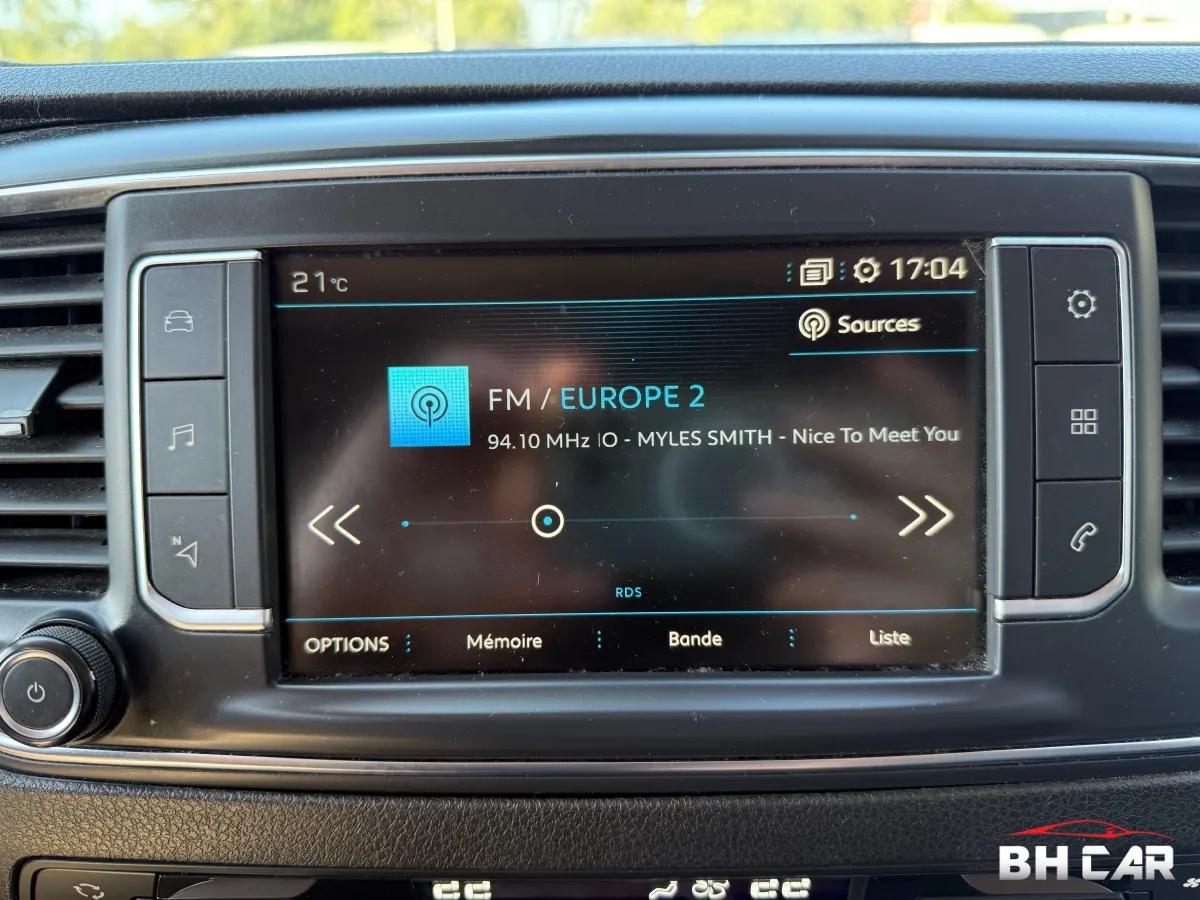 21°C
17:04
Sources
FM / EUROPE 2
94.10 MHz IO - MYLES SMITH - Nice To Meet You
RDS
OPTIONS
Mémoire
Bande
Liste
N
BH CAR